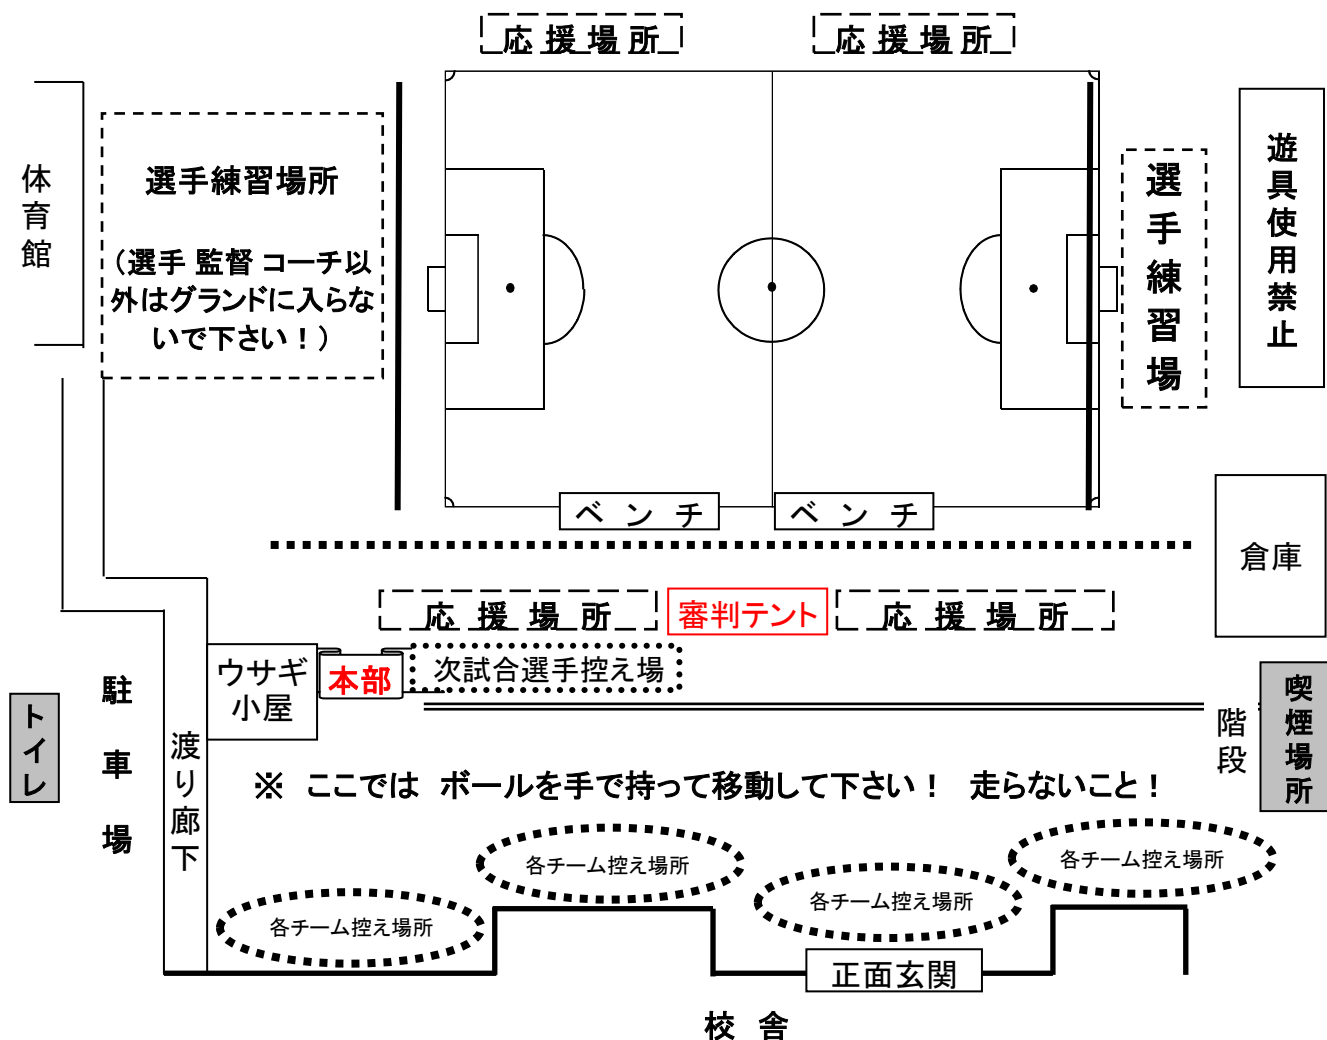 応援場所
応援場所
体育館
選手練習場所
（選手 監督 コーチ以
外はグランドに入らな
いで下さい！）
選手練習場
遊具使用禁止
ベンチ
ベンチ
倉庫
応援場所
審判テント
応援場所
ウサギ
小屋
本部
次試合選手控え場
トイレ
駐車場
渡り廊下
階段
喫煙場所
※ ここでは ボールを手で持って移動して下さい！ 走らないこと！
各チーム控え場所
各チーム控え場所
各チーム控え場所
各チーム控え場所
正面玄関
校舎